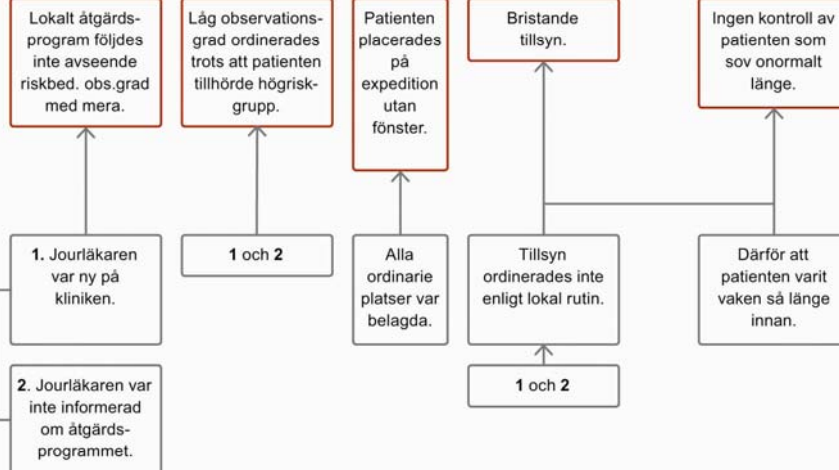 Lokalt åtgärds-
program följdes
inte avseende
riskbed. obs.grad
med mera.
Låg observations-
grad ordinerades
trots att patienten
tillhörde högrisk-
grupp.
Patienten
placerades
på
expedition
utan
fönster.
Bristande
tillsyn.
Ingen kontroll av
patienten som
sov onormalt
länge.
1. Jourläkaren
var ny på
kliniken.
1 och 2
Alla
ordinarie
platser var
belagda.
Tillsyn
ordinerades inte
enligt lokal rutin.
Därför att
patienten varit
vaken så länge
innan.
2. Jourläkaren var
inte informerad
om åtgärds-
programmet.
1 och 2